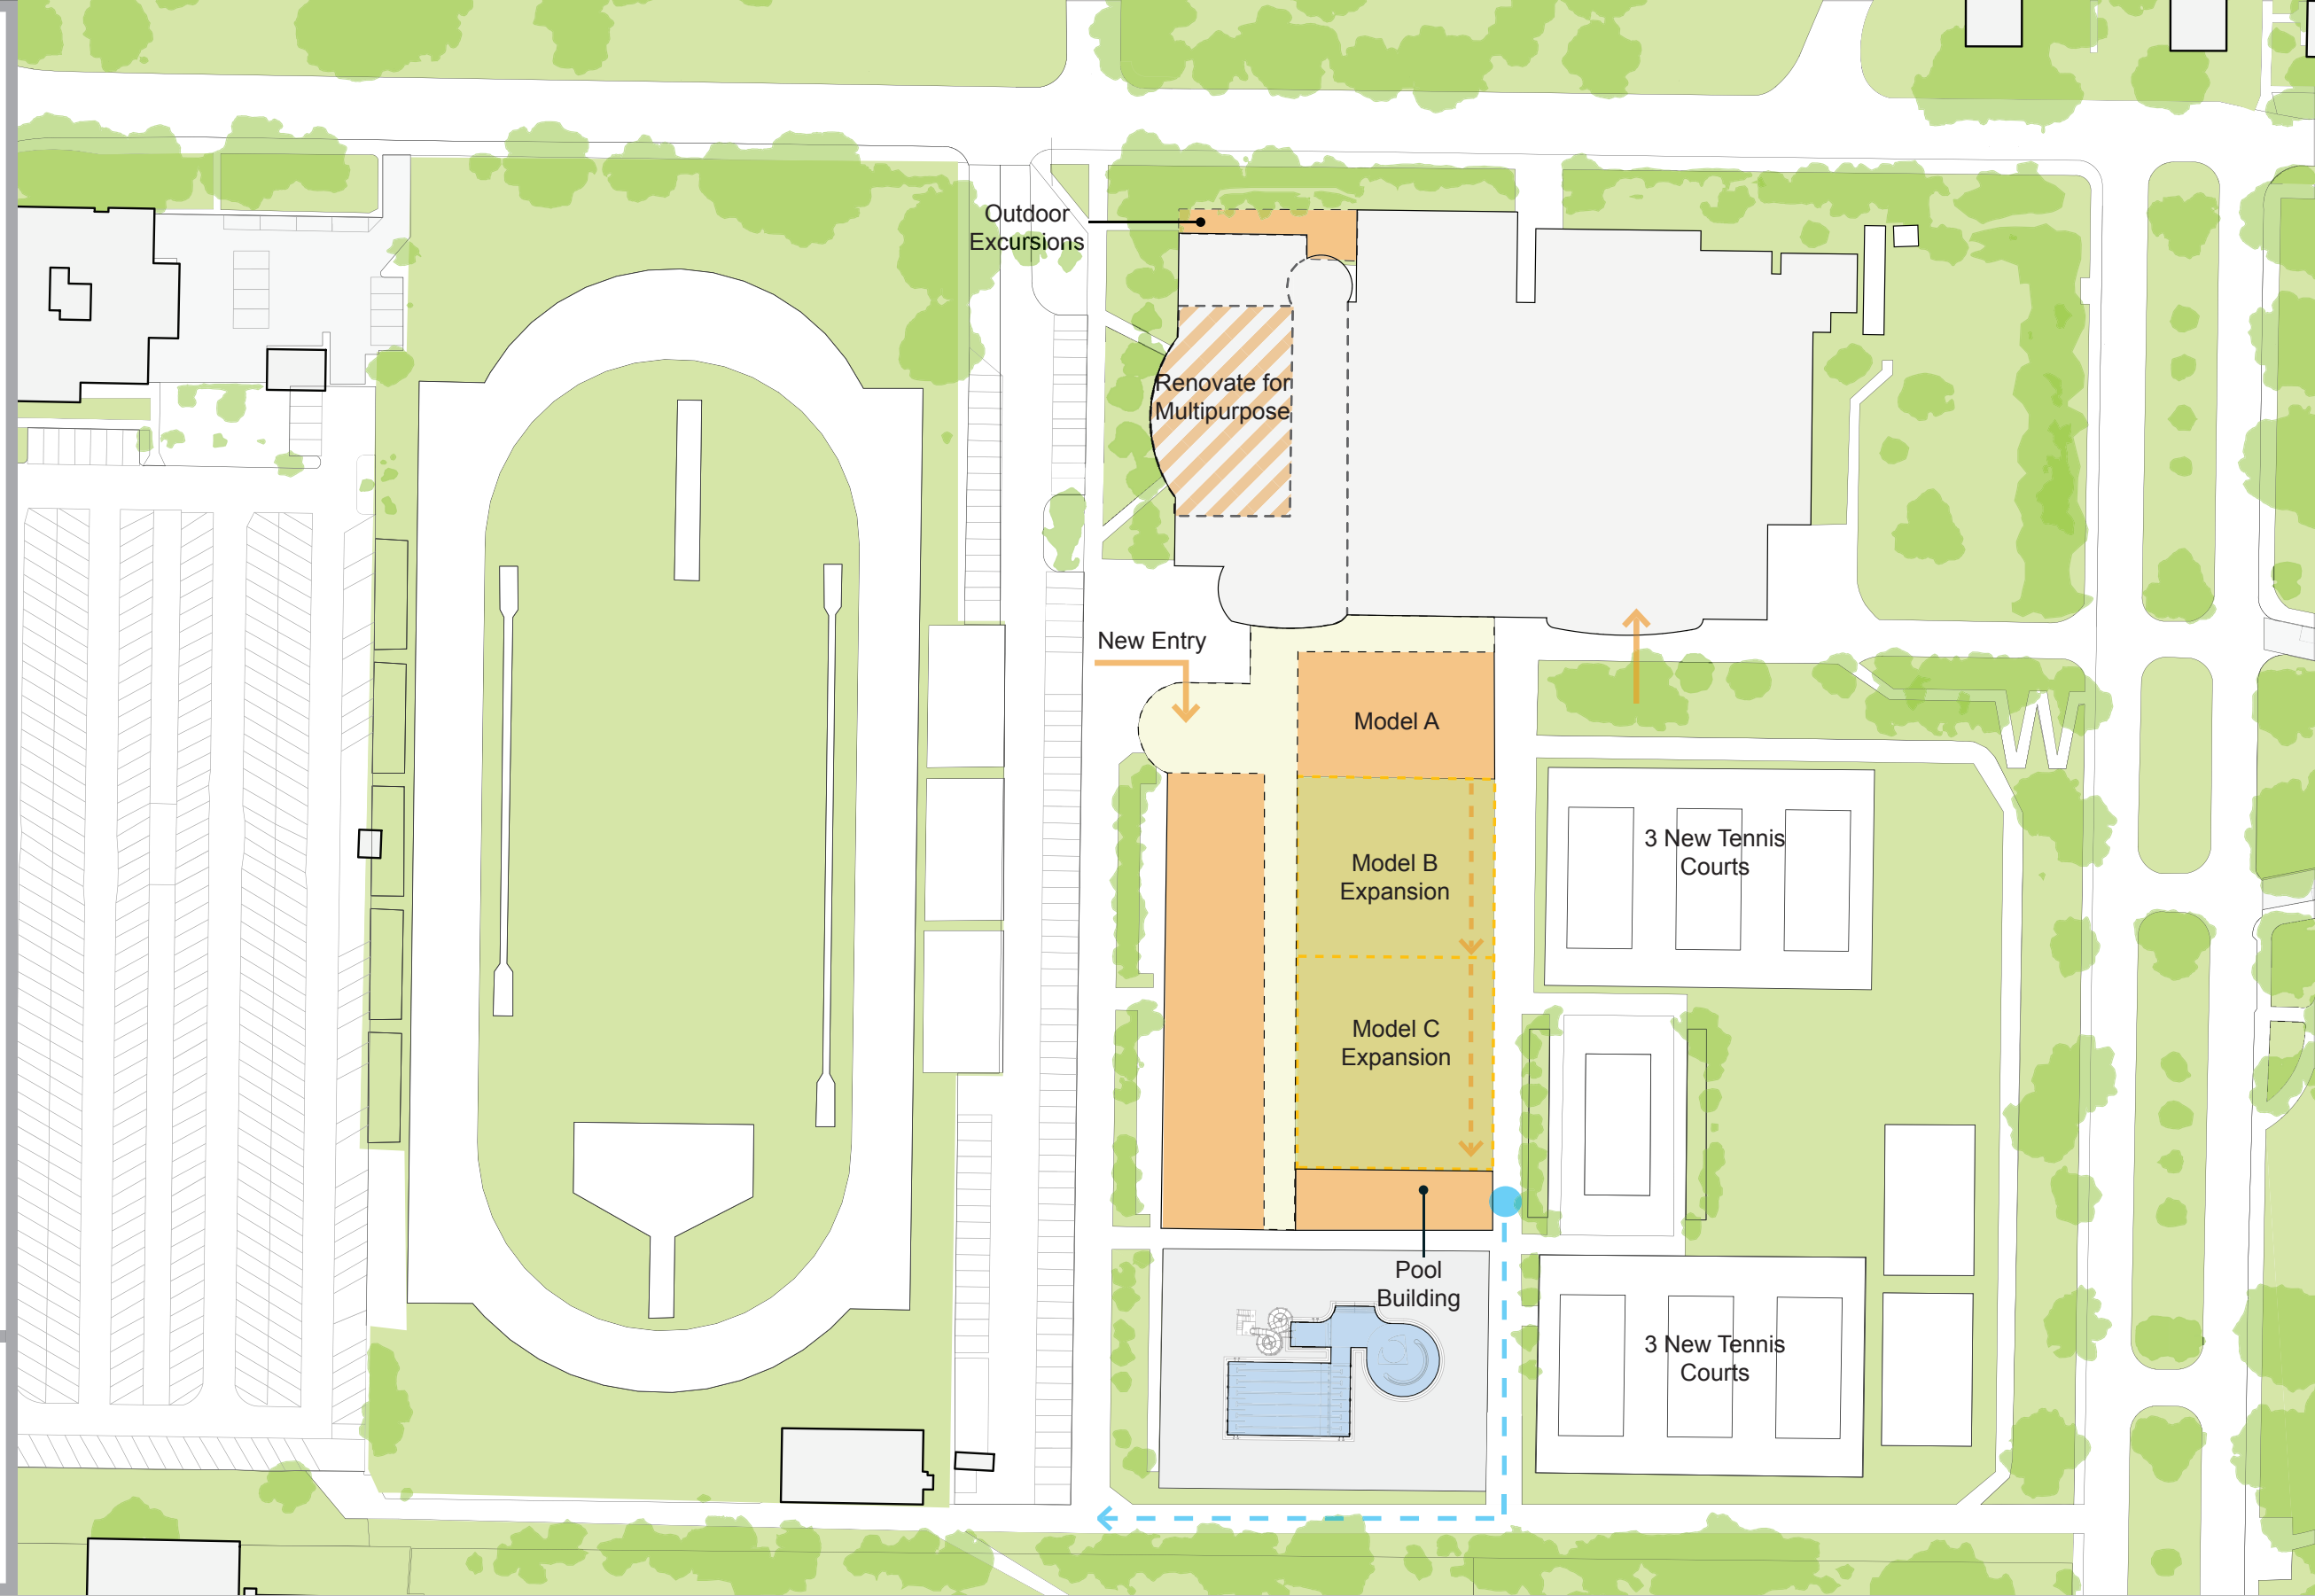 Outdoor
Excursions
Renovate for
Multipurpose
New Entry
Model A
Model B
Expansion
3 New Tennis
Courts
Model C
Expansion
Pool
Building
3 New Tennis
Courts
W